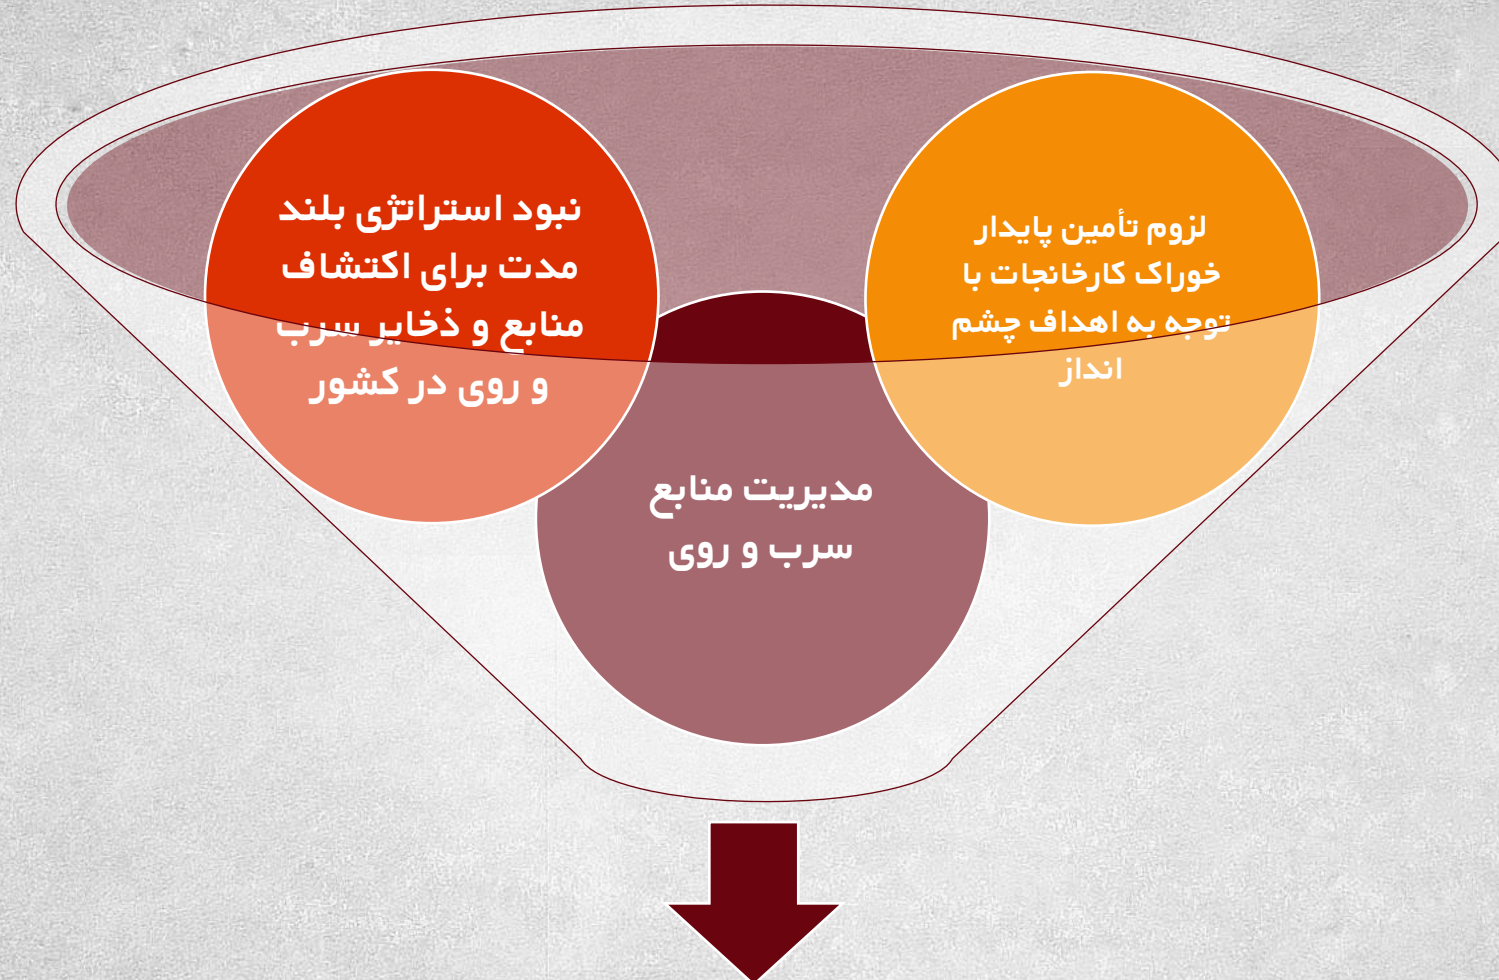 لزوم تأمین پایدار
خوراک کارخانجات با
توجه به اهداف چشم
انداز
نبود استراتژی بلند
مدت برای اکتشاف
منابع و ذخایر سرب
و روی در کشور
مدیریت منابع
سرب و روی